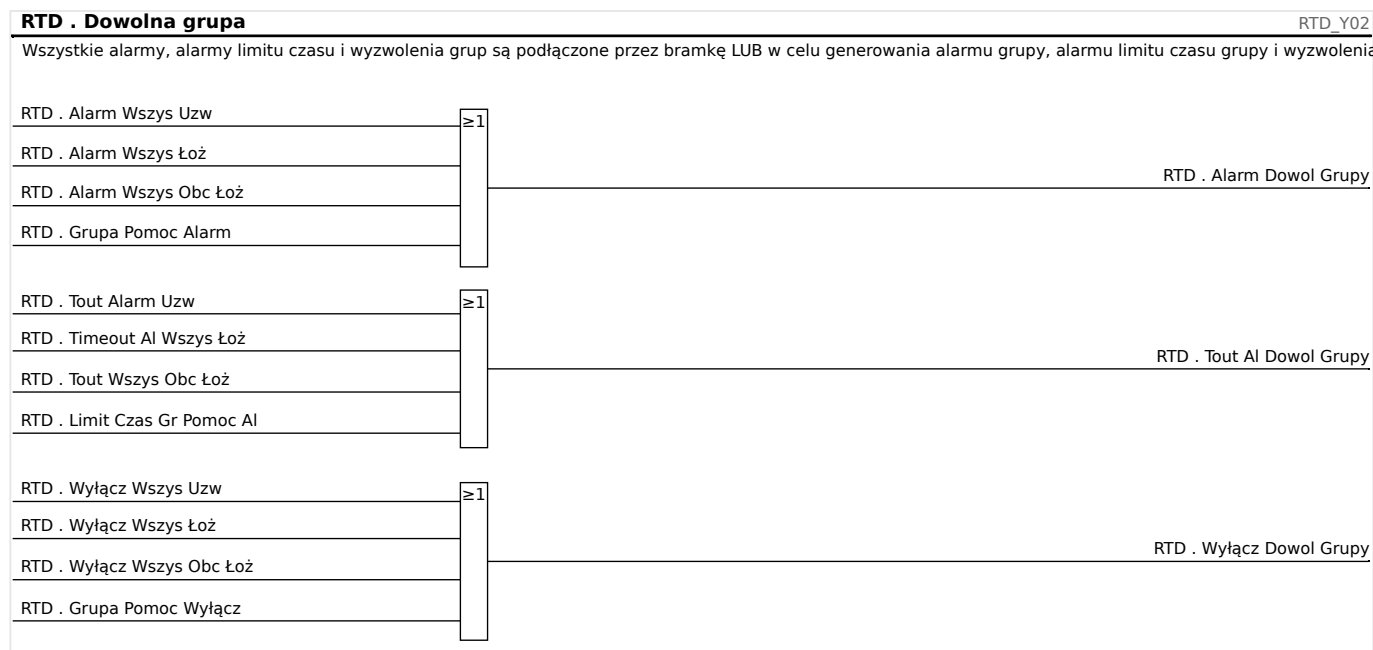 RTD . Dowolna grupa
RTD_Y02
Wszystkie alarmy, alarmy limitu czasu i wyzwolenia grup są podłączone przez bramkę LUB w celu generowania alarmu grupy, alarmu limitu czasu grupy i wyzwolenia
RTD . Alarm Wszys Uzw
≥1
RTD . Alarm Wszys Łoż
RTD . Alarm Dowol Grupy
RTD . Alarm Wszys Obc Łoż
RTD . Grupa Pomoc Alarm
RTD . Tout Alarm Uzw
≥1
RTD . Timeout Al Wszys Łoż
RTD . Tout Al Dowol Grupy
RTD . Tout Wszys Obc Łoż
RTD . Limit Czas Gr Pomoc Al
RTD . Wyłącz Wszys Uzw
≥1
RTD . Wyłącz Wszys Łoż
RTD . Wyłącz Dowol Grupy
RTD . Wyłącz Wszys Obc Łoż
RTD . Grupa Pomoc Wyłącz